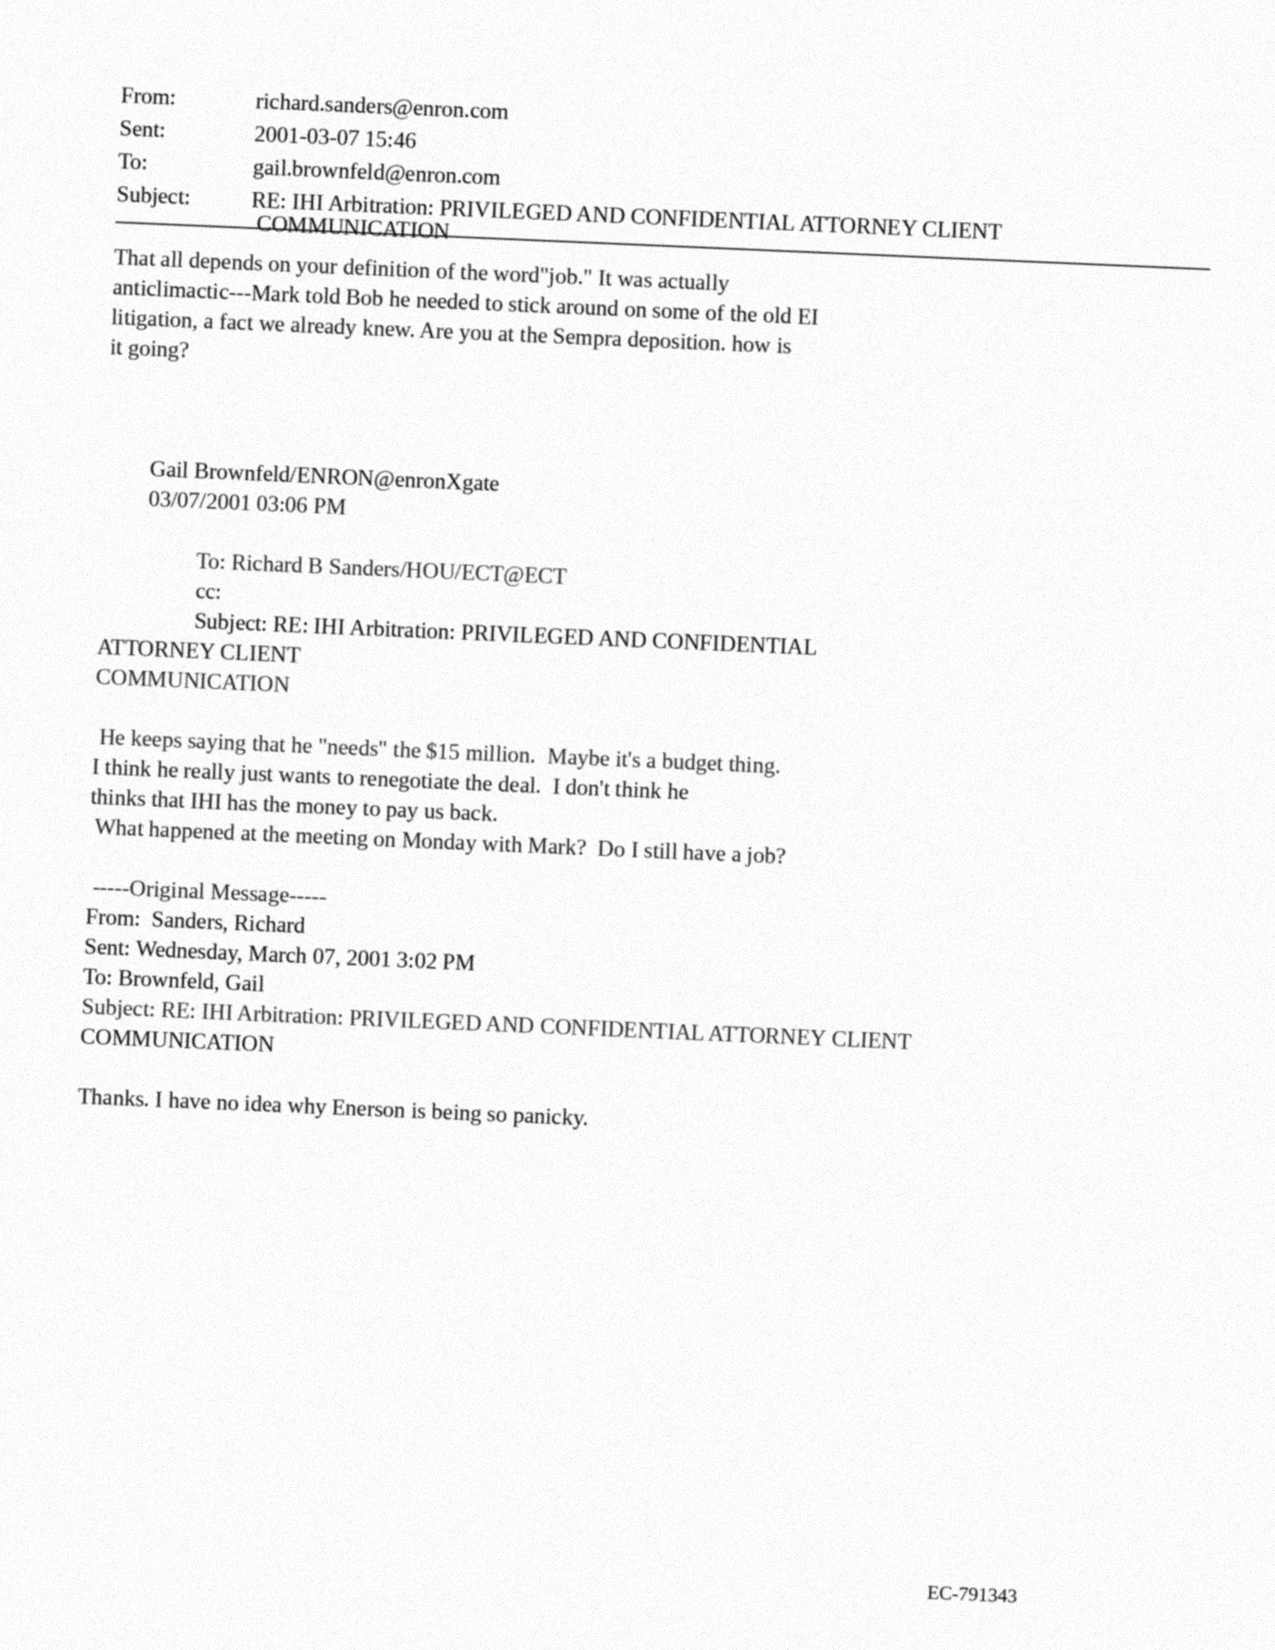 From: richard.sanders@enron.com
Sent: 2001-03-07 15:46
To: gail.brownfeld@enron.com
Subject: RE: IHI Arbitration: PRIVILEGED AND CONFIDENTIAL ATTORNEY CLIENT
COMMUNICATION
That all depends on your definition of the word"job." It was actually
anticlimactic---Mark told Bob he needed to stick around on some of the old EI
litigation, a fact we already knew. Are you at the Sempra deposition. how is
it going?
Gail Brownfeld/ENRON@enronXgate
03/07/2001 03:06 PM
To: Richard B Sanders/HOU/ECT@ECT
cc:
Subject: RE: IHI Arbitration: PRIVILEGED AND CONFIDENTIAL
ATTORNEY CLIENT
COMMUNICATION
He keeps saying that he "needs" the $15 million.  Maybe it's a budget thing.
I think he really just wants to renegotiate the deal.  I don't think he
thinks that IHI has the money to pay us back.
What happened at the meeting on Monday with Mark?  Do I still have a job?
-----Original Message-----
From:  Sanders, Richard
Sent: Wednesday, March 07, 2001 3:02 PM
To: Brownfeld, Gail
Subject: RE: IHI Arbitration: PRIVILEGED AND CONFIDENTIAL ATTORNEY CLIENT
COMMUNICATION
Thanks. I have no idea why Enerson is being so panicky.
EC-791343